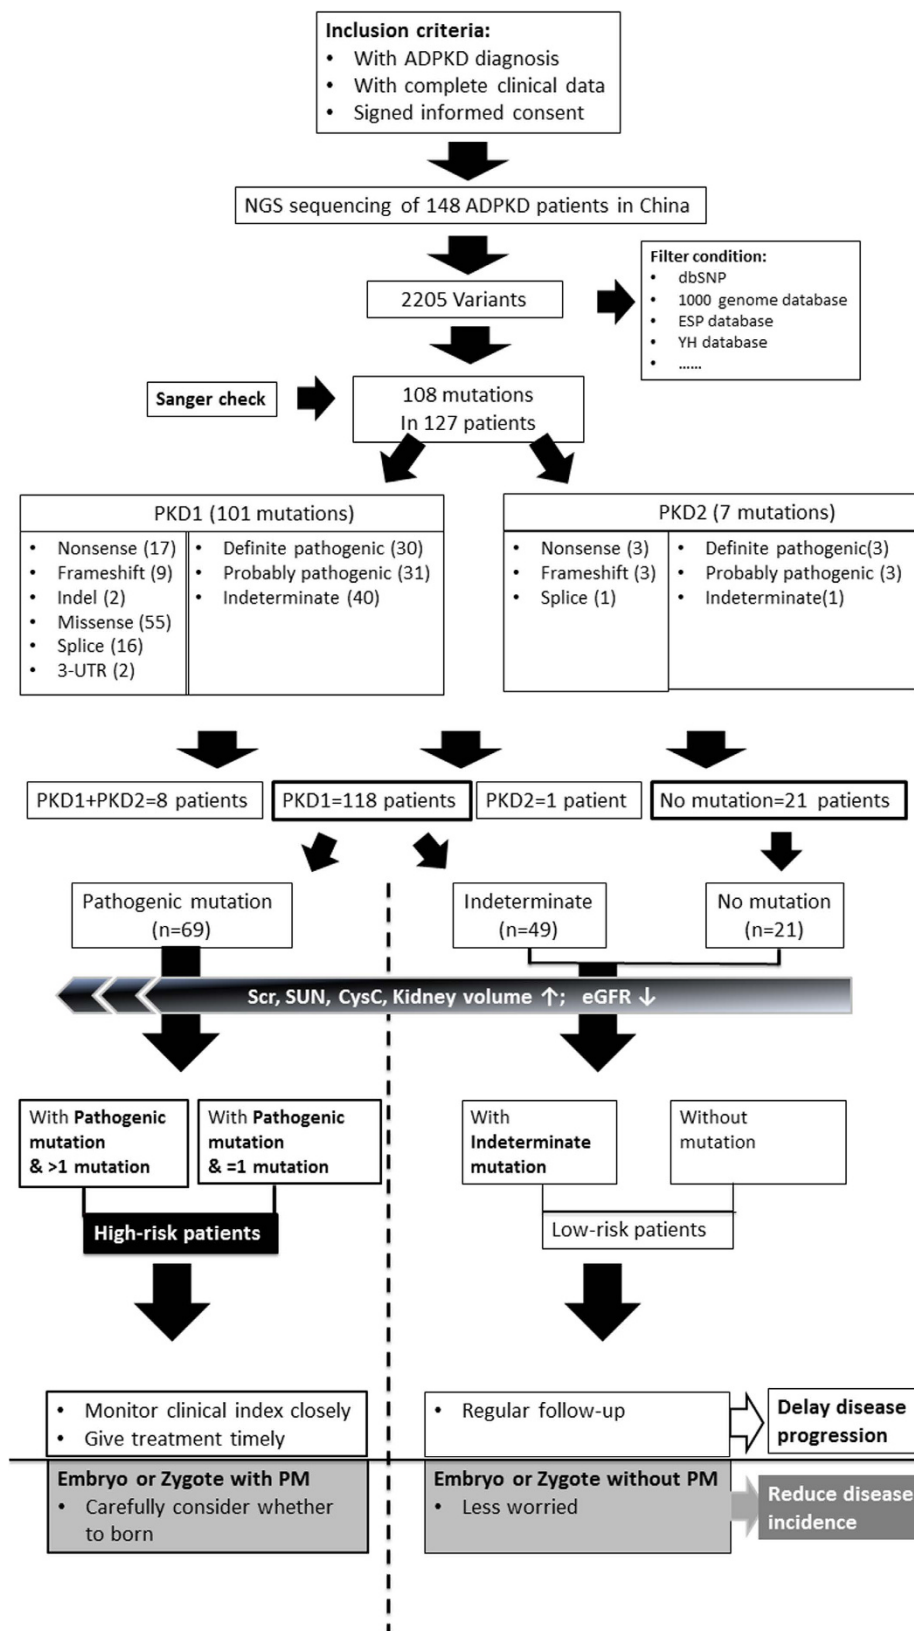 Inclusion criteria:
• With ADPKD diagnosis
• With complete clinical data
• Signed informed consent
NGS sequencing of 148 ADPKD patients in China
2205 Variants
Filter condition:
• dbSNP
• 1000 genome database
• ESP database
• YH database
• ......
Sanger check
108 mutations
In 127 patients
PKD1 (101 mutations)
• Nonsense (17)
• Frameshift (9)
• Indel (2)
• Missense (55)
• Splice (16)
• 3-UTR (2)
• Definite pathogenic (30)
• Probably pathogenic (31)
• Indeterminate (40)
PKD2 (7 mutations)
• Nonsense (3)
• Frameshift (3)
• Splice (1)
• Definite pathogenic(3)
• Probably pathogenic (3)
• Indeterminate(1)
PKD1+PKD2=8 patients
PKD1=118 patients
PKD2=1 patient
No mutation=21 patients
Pathogenic mutation
(n=69)
Indeterminate
(n=49)
No mutation
(n=21)
Scr, SUN, CysC, Kidney volume ↑; eGFR ↓
With Pathogenic
mutation
& >1 mutation
With Pathogenic
mutation
& =1 mutation
With
Indeterminate
mutation
Without
mutation
High-risk patients
Low-risk patients
• Monitor clinical index closely
• Give treatment timely
• Regular follow-up
Delay disease
progression
Embryo or Zygote with PM
• Carefully consider whether
to born
Embryo or Zygote without PM
• Less worried
Reduce disease
incidence